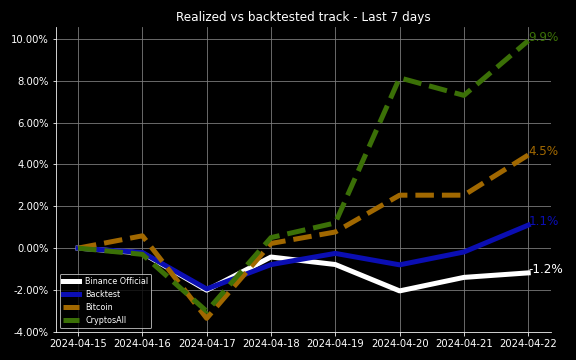 Realized vs backtested track - Last 7 days
10.00%
8.00%
6.00%
4.00%
2.00%
0.00%
-2.00%
-4.00%
9.9%
4.5%
1.1%
-1.2%
Binance Official
Backtest
Bitcoin
CryptosAll
2024-04-15 2024-04-16 2024-04-17 2024-04-18 2024-04-19 2024-04-20 2024-04-21 2024-04-22